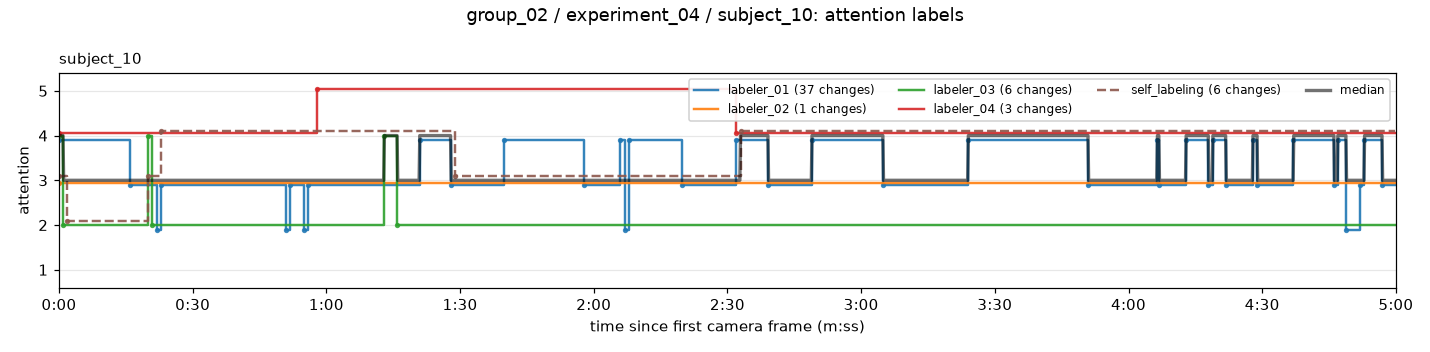 group_02 / experiment_04 / subject_10: attention labels
subject_10
labeler_01 (37 changes)
labeler_02 (1 changes)
labeler_03 (6 changes)
labeler_04 (3 changes)
self_labeling (6 changes)
median
attention
5
4
3
2
1
0:00 0:30 1:00 1:30 2:00 2:30 3:00 3:30 4:00 4:30 5:00
time since first camera frame (m:ss)